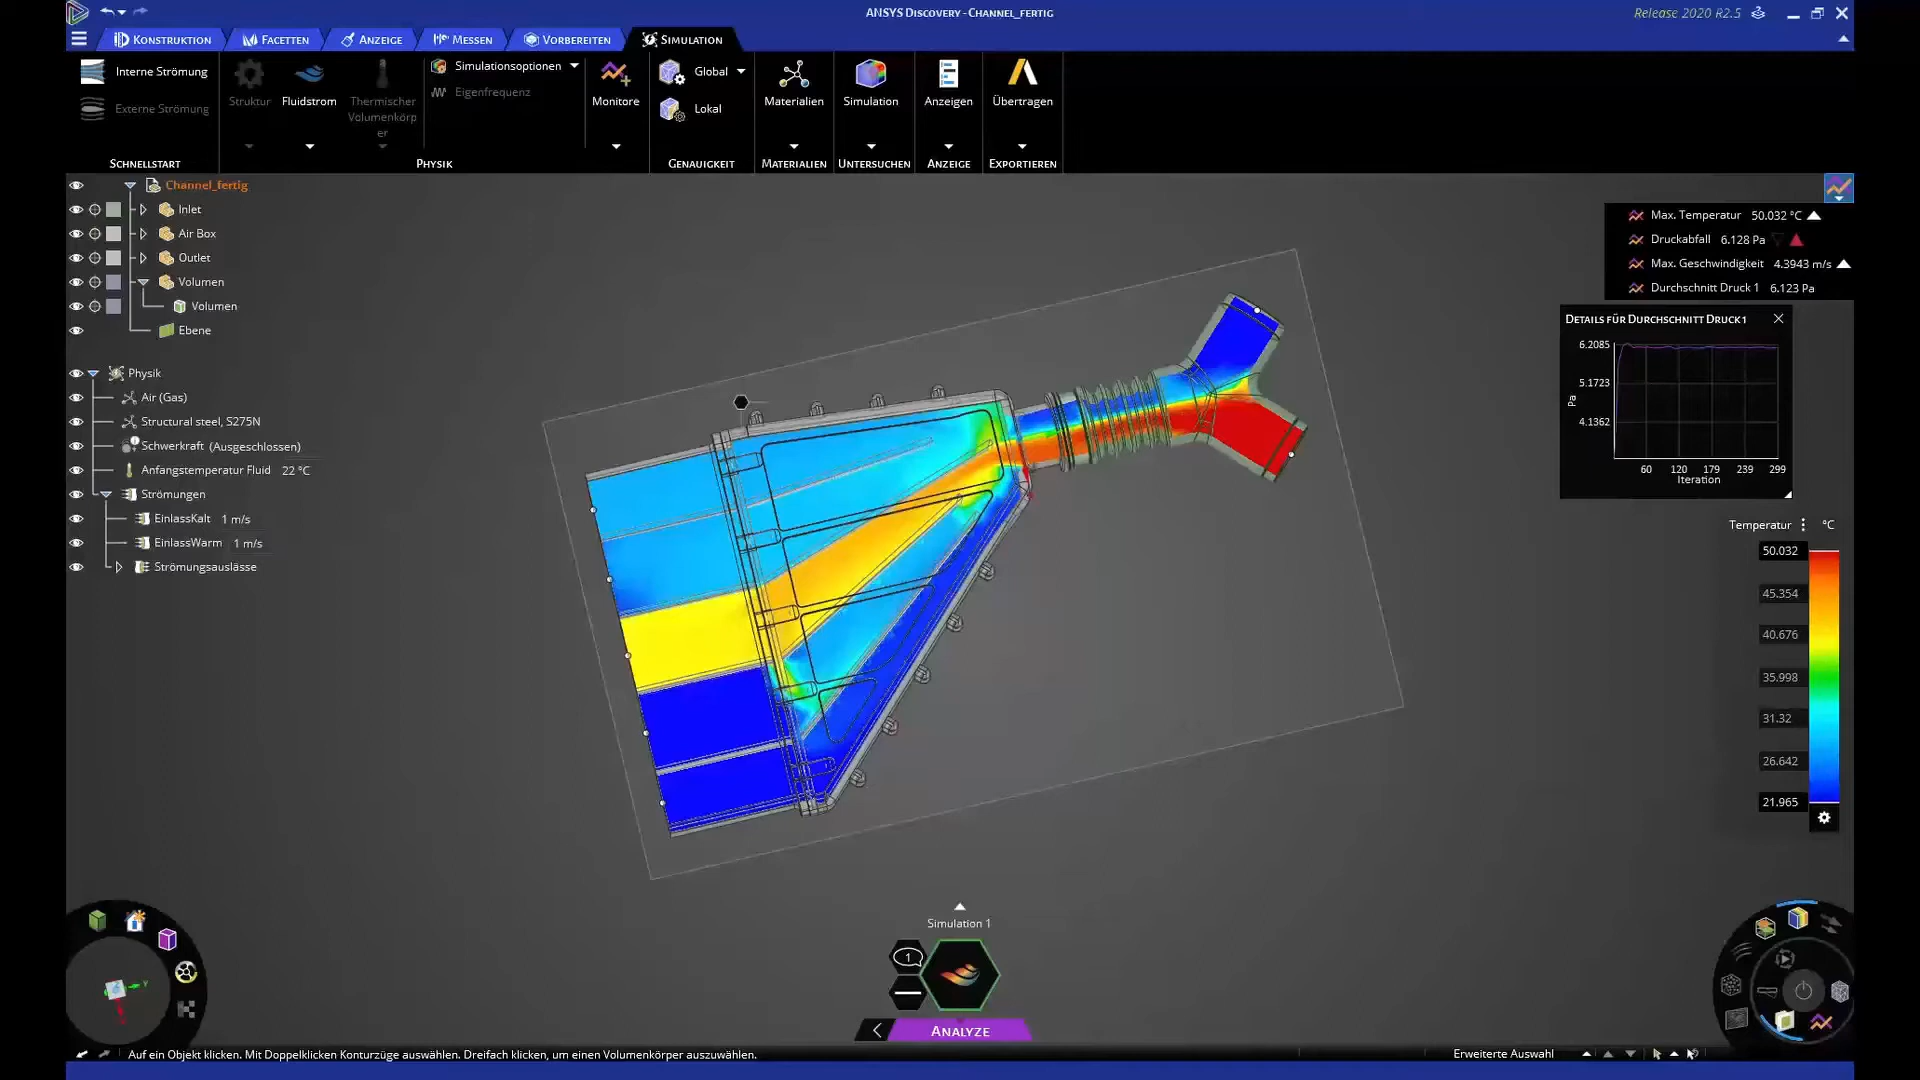 ANSYS Discovery - Channel_fertig
Release 2020 R2.5
Konstruktion
Facetten
Anzeige
Messen
Vorbereiten
Simulation
Interne Strömung
Externe Strömung
Schnellstart
Struktur
Fluidstrom
Thermischer
Volumenkörp
er
Simulationsoptionen
Eigenfrequenz
Physik
Monitore
Global
Lokal
Genauigkeit
Materialien
Materialien
Simulation
Untersuchen
Anzeigen
Anzeige
Übertragen
Exportieren
Channel_fertig
Inlet
Air Box
Outlet
Volumen
Volumen
Ebene
Physik
Air (Gas)
Structural steel, S275N
Schwerkraft (Ausgeschlossen)
Anfangstemperatur Fluid 22 °C
Strömungen
EinlassKalt 1 m/s
EinlassWarm 1 m/s
Strömungsauslässe
Max. Temperatur 50.032 °C
Druckabfall 6.128 Pa
Max. Geschwindigkeit 4.3943 m/s
Durchschnitt Druck 1 6.123 Pa
Details für Durchschnitt Druck 1
6.2085
5.1723
4.1362
Pa
60 120 179 239 299
Iteration
Temperatur °C
50.032
45.354
40.676
35.998
31.32
26.642
21.965
Simulation 1
1
Analyze
Y
Auf ein Objekt klicken. Mit Doppelklicken Konturzüge auswählen. Dreifach klicken, um einen Volumenkörper auszuwählen.
Erweiterte Auswahl